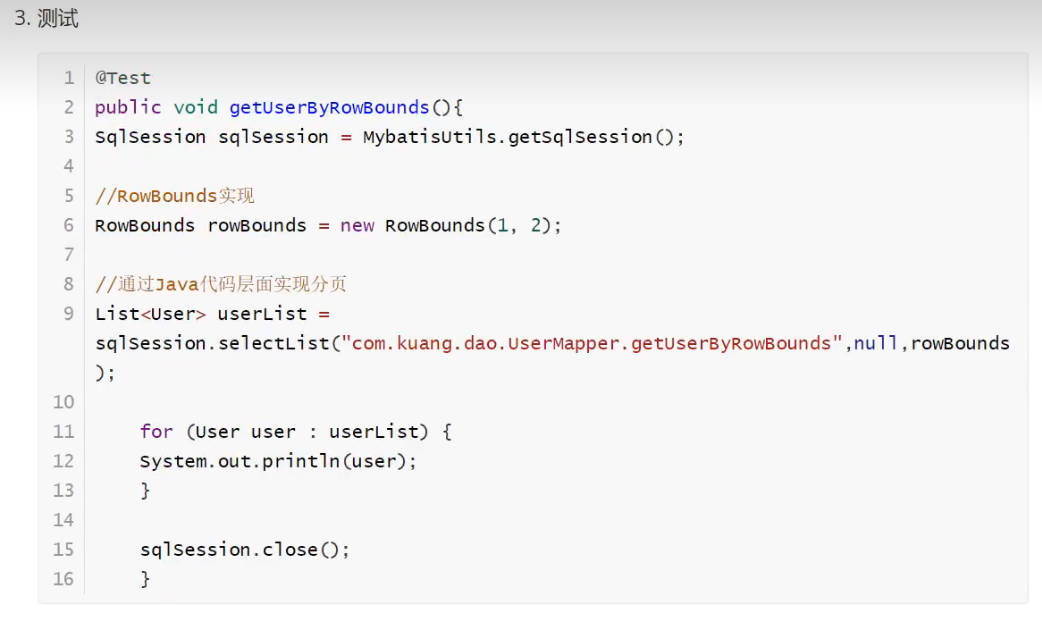 3. 测试
1 @Test
2 public void getUserByRowBounds(){
3 SqlSession sqlSession = MybatisUtils.getSqlSession();
4
5 //RowBounds实现
6 RowBounds rowBounds = new RowBounds(1, 2);
7
8 //通过Java代码层面实现分页
9 List<User> userList =
sqlSession.selectList("com.kuang.dao.UserMapper.getUserByRowBounds",null,rowBounds
);
10
11     for (User user : userList) {
12     System.out.println(user);
13     }
14
15     sqlSession.close();
16     }